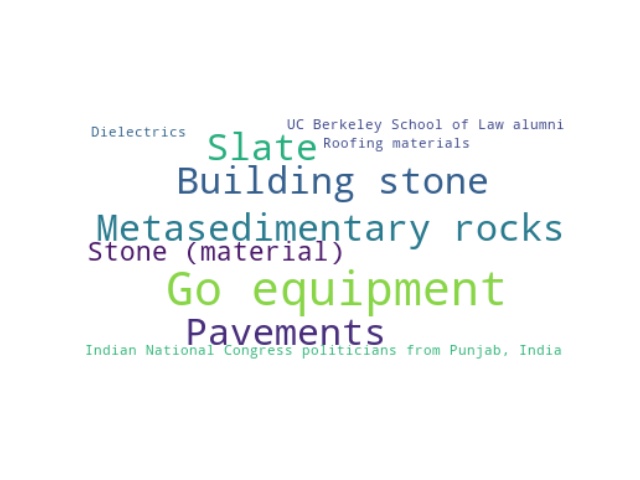 UC Berkeley School of Law alumni
Dielectrics
Roofing materials
Slate
Building stone
Metasedimentary rocks
Stone (material)
Go equipment
Pavements
Indian National Congress politicians from Punjab, India